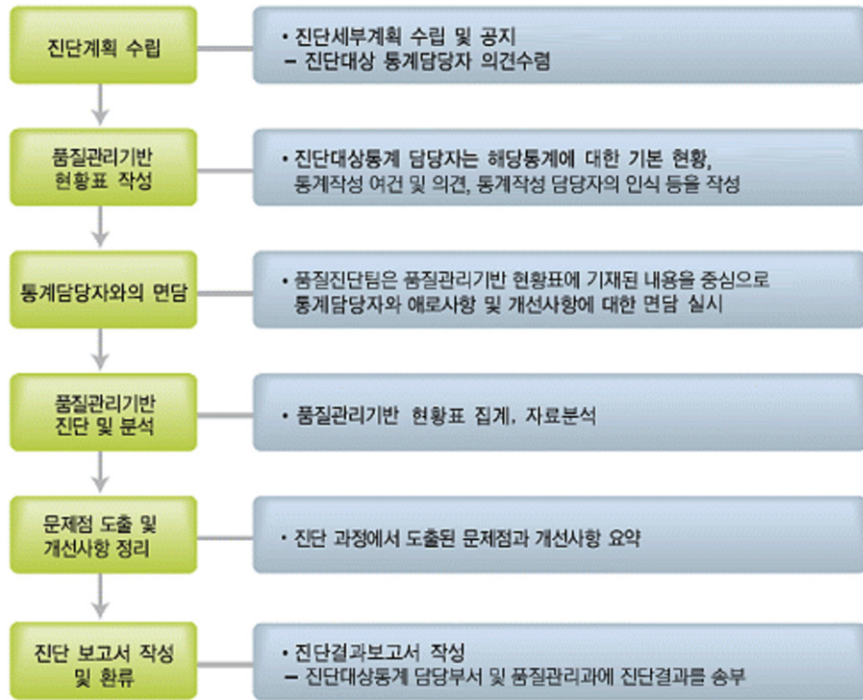 진단계획 수립
• 진단세부계획 수립 및 공지
– 진단대상 통계담당자 의견수렴
품질관리기반
현황표 작성
• 진단대상통계 담당자는 해당통계에 대한 기본 현황,
통계작성 여건 및 의견, 통계작성 담당자의 인식 등을 작성
통계담당자와의 면담
• 품질진단팀은 품질관리기반 현황표에 기재된 내용을 중심으로
통계담당자와 애로사항 및 개선사항에 대한 면담 실시
품질관리기반
진단 및 분석
• 품질관리기반 현황표 집계, 자료분석
문제점 도출 및
개선사항 정리
• 진단 과정에서 도출된 문제점과 개선사항 요약
진단 보고서 작성
및 환류
• 진단결과보고서 작성
– 진단대상통계 담당부서 및 품질관리과에 진단결과를 송부